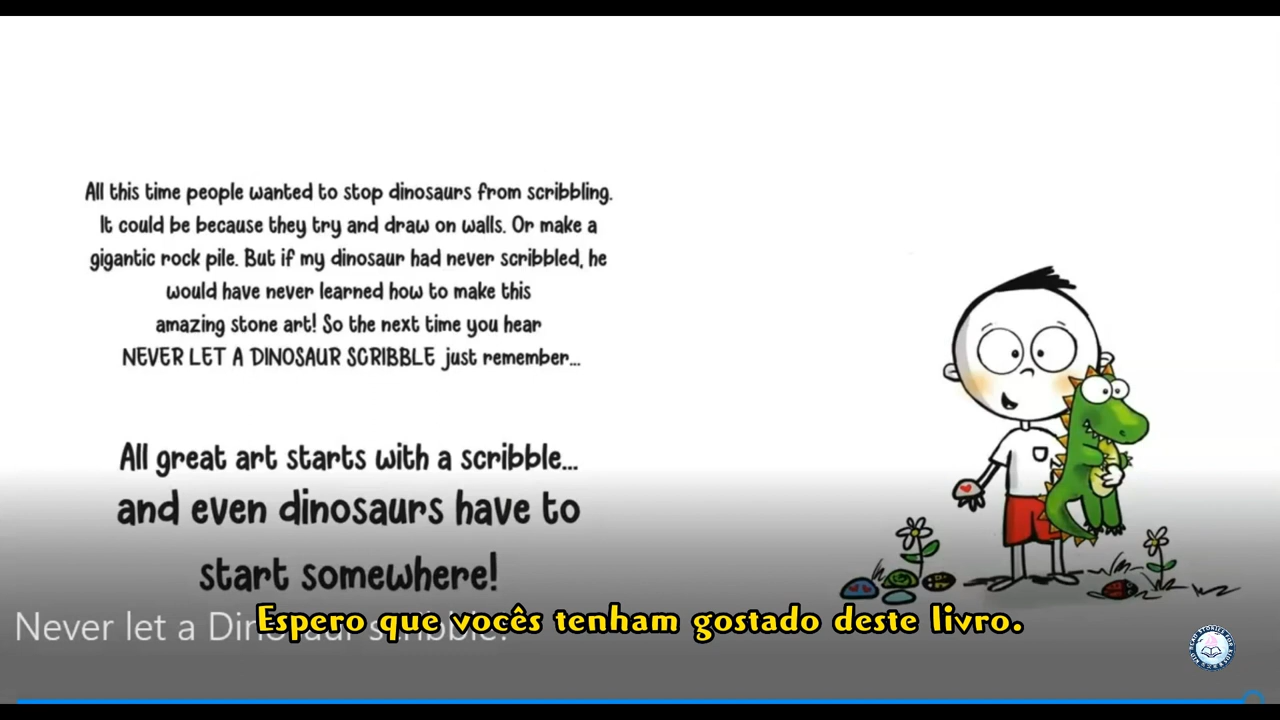 All this time people wanted to stop dinosaurs from scribbling.
It could be because they try and draw on walls. Or make a
gigantic rock pile. But if my dinosaur had never scribbled, he
would have never learned how to make this
amazing stone art! So the next time you hear
NEVER LET A DINOSAUR SCRIBBLE just remember...
All great art starts with a scribble...
and even dinosaurs have to
start somewhere!
Never let a Dinosaur scribble!
Espero que vocês tenham gostado deste livro.